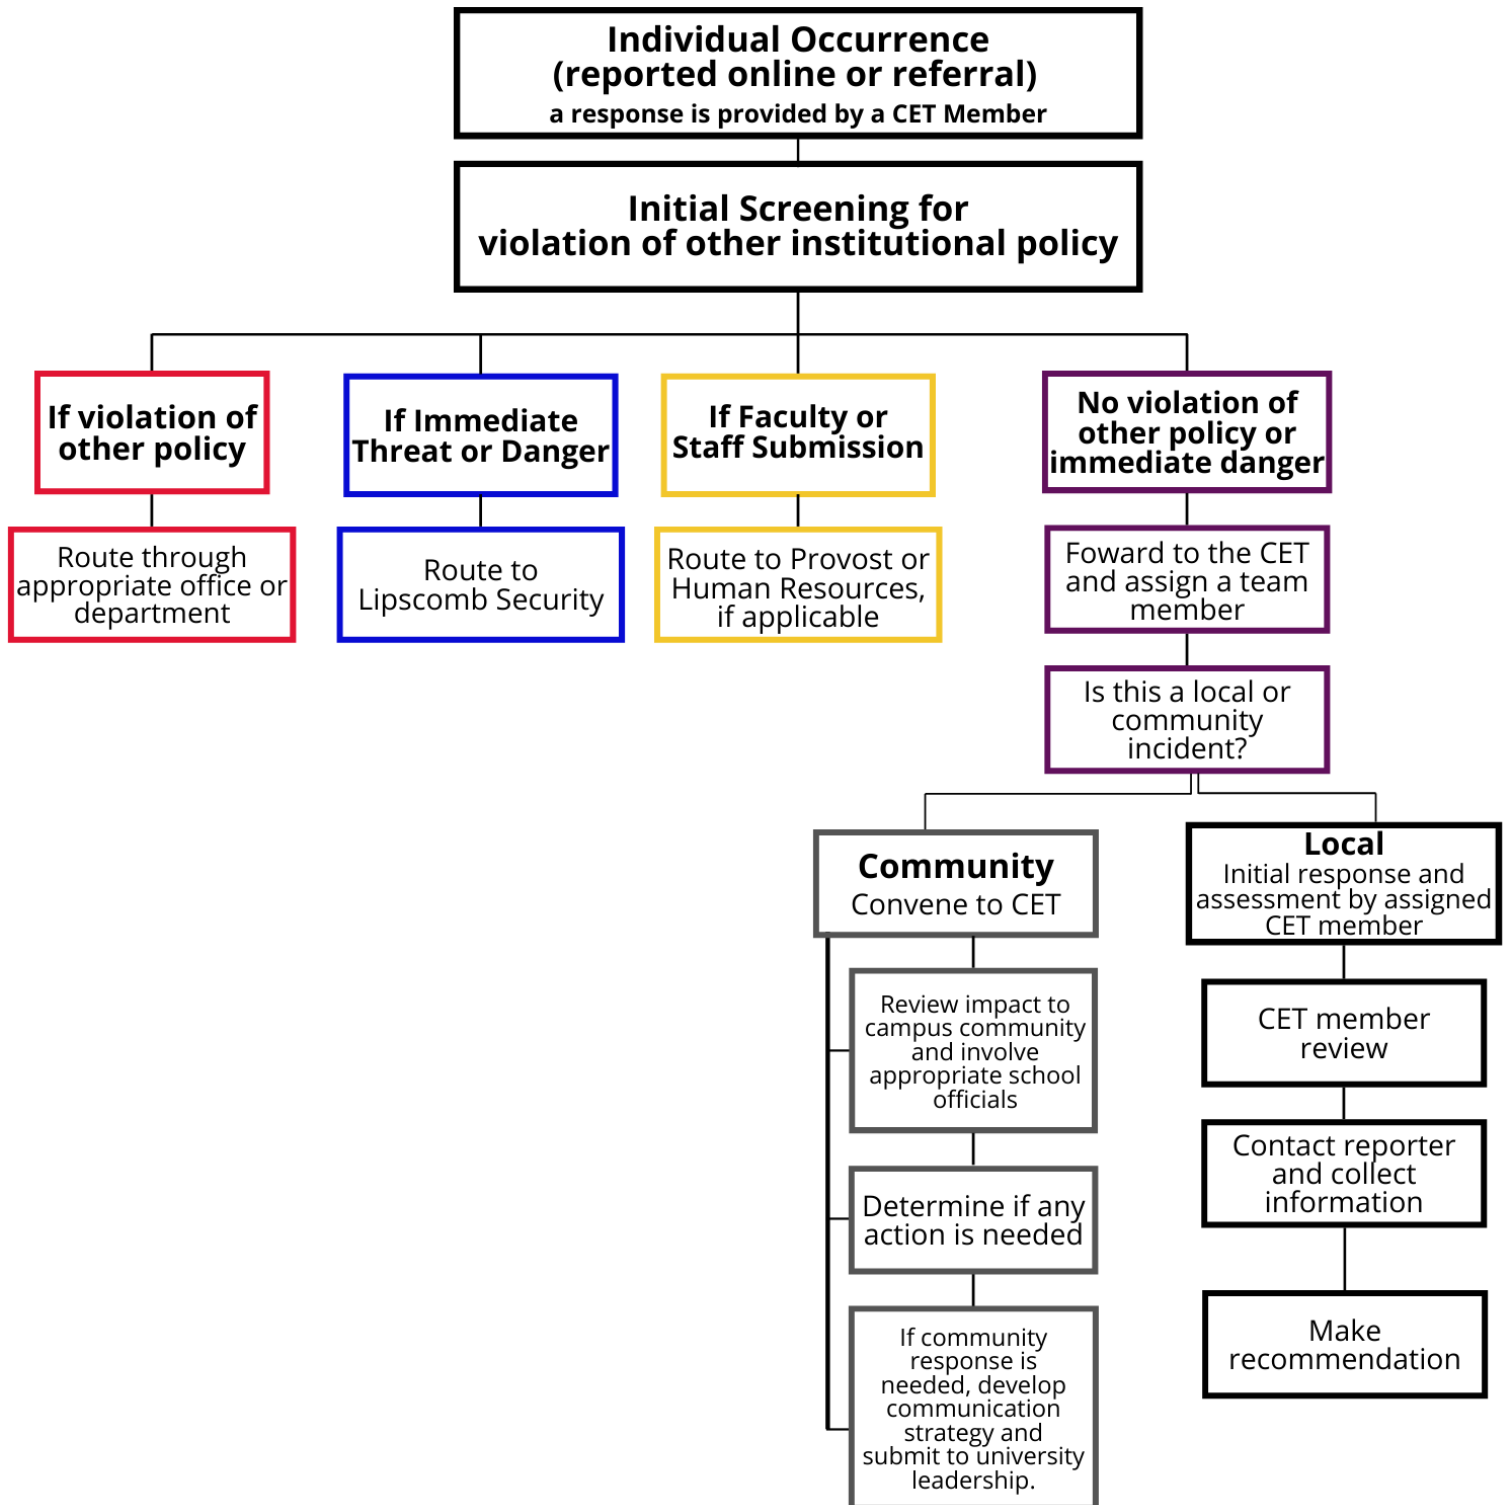 Individual Occurrence
(reported online or referral)
a response is provided by a CET Member
Initial Screening for
violation of other institutional policy
If violation of
other policy
If Immediate
Threat or Danger
If Faculty or
Staff Submission
No violation of
other policy or
immediate danger
Route through
appropriate office or
department
Route to
Lipscomb Security
Route to Provost or
Human Resources,
if applicable
Foward to the CET
and assign a team
member
Is this a local or
community
incident?
Community
Convene to CET
Review impact to
campus community
and involve
appropriate school
officials
Determine if any
action is needed
If community
response is
needed, develop
communication
strategy and
submit to university
leadership.
Local
Initial response and
assessment by assigned
CET member
CET member
review
Contact reporter
and collect
information
Make
recommendation